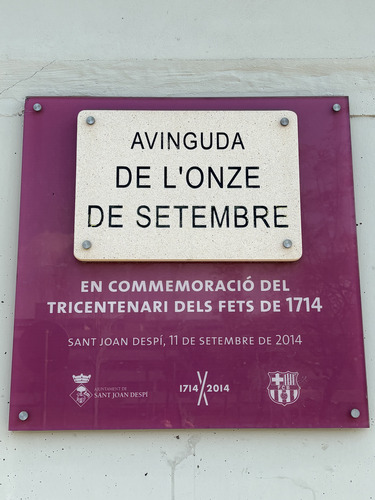 AVINGUDA
DE L'ONZE
DE SETEMBRE
EN COMMEMORACIÓ DEL
TRICENTENARI DELS FETS DE 1714
SANT JOAN DESPÍ, 11 DE SETEMBRE DE 2014
AJUNTAMENT DE
SANT JOAN DESPÍ
1714 2014